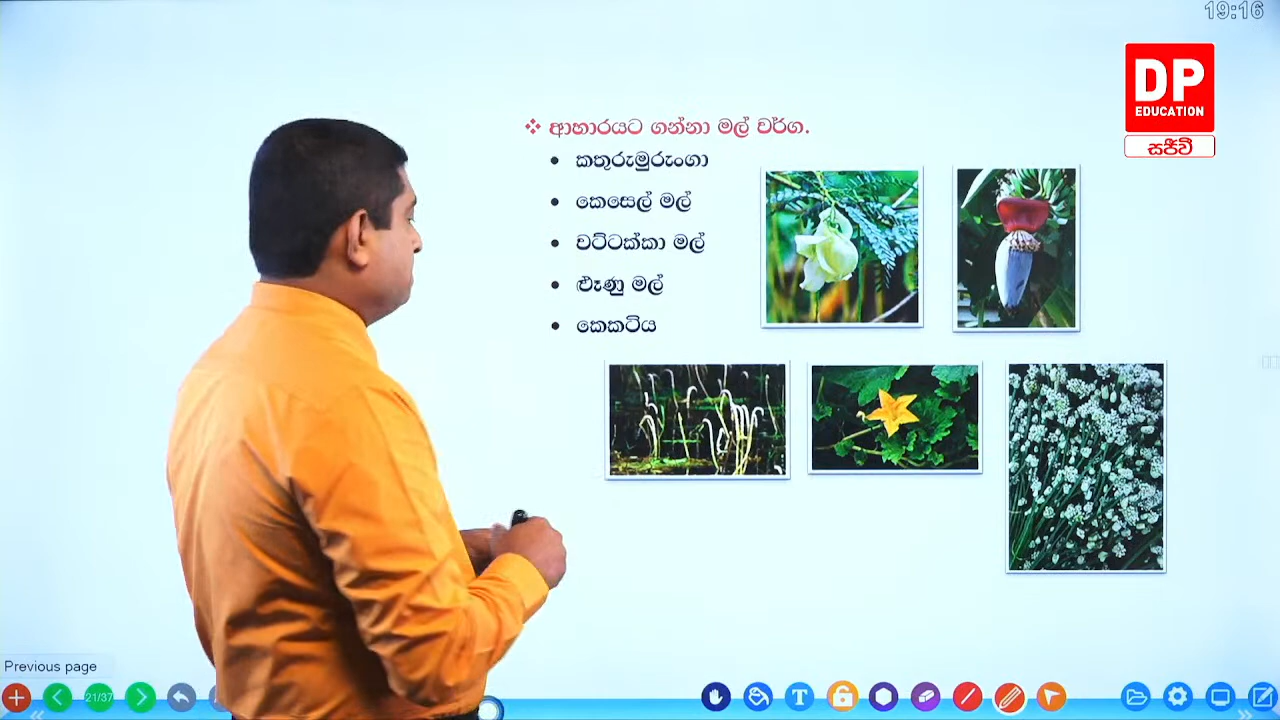 19:16
DP
EDUCATION
සජීවී
❖ ආහාරයට ගන්නා මල් වර්ග.
• කතුරුමුරුංගා
• කෙසෙල් මල්
• වට්ටක්කා මල්
• ළූණු මල්
• කෙකටිය
Previous page
21/37
T